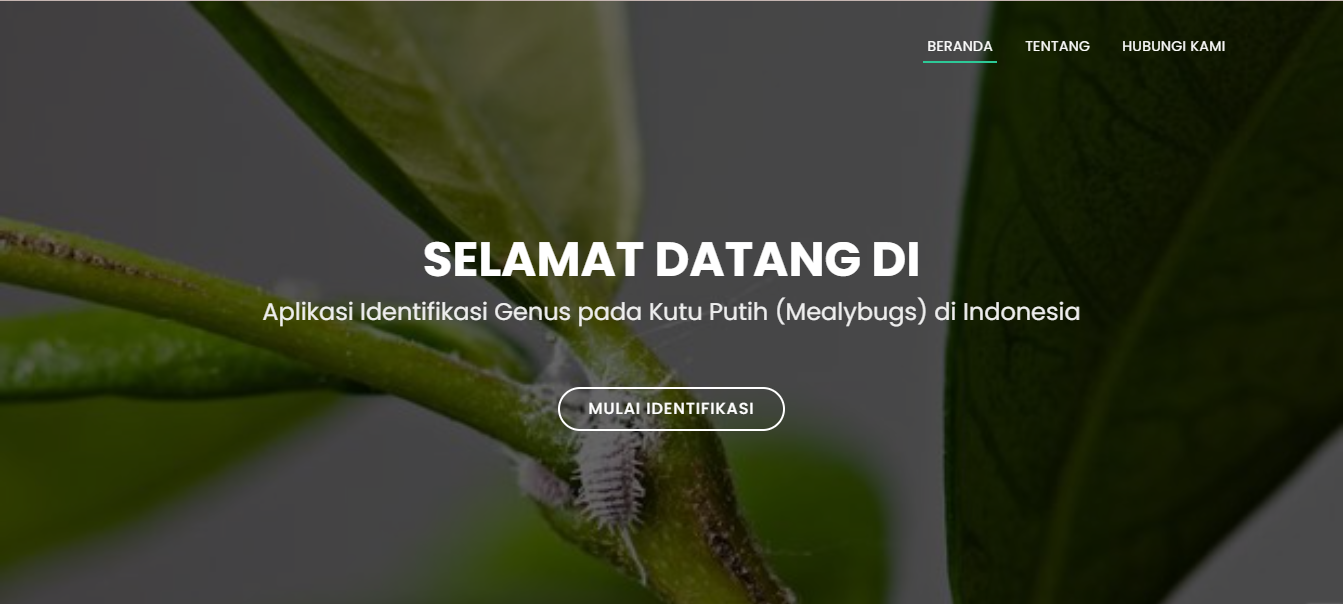 BERANDA TENTANG HUBUNGI KAMI
SELAMAT DATANG DI
Aplikasi Identifikasi Genus pada Kutu Putih (Mealybugs) di Indonesia
MULAI IDENTIFIKASI